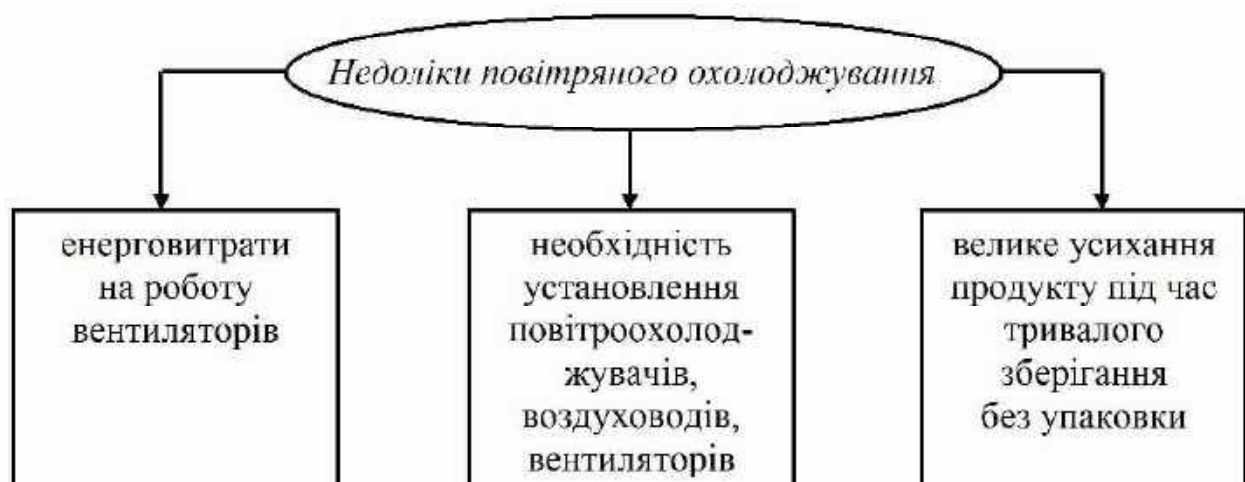 Недоліки повітряного охолоджування
енерговитрати
на роботу
вентиляторів
необхідність
установлення
повітроохолод-
жувачів,
воздуховодів,
вентиляторів
велике усихання
продукту під час
тривалого
зберігання
без упаковки